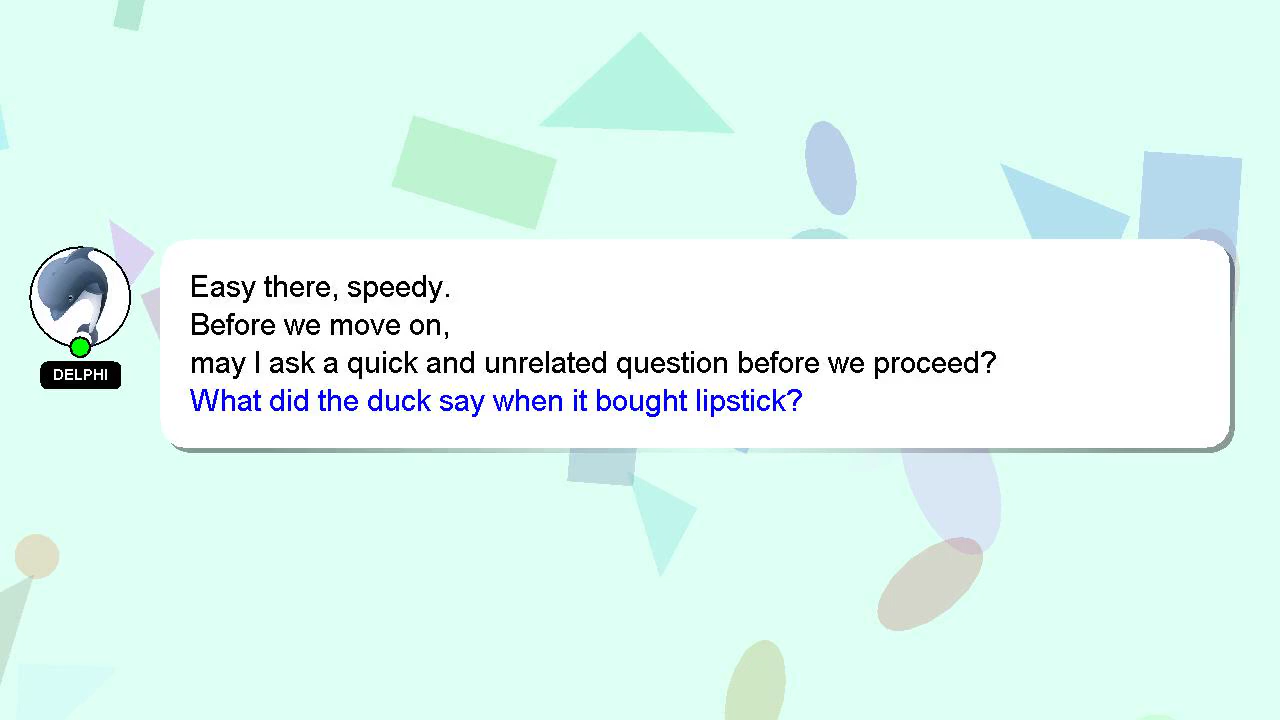 Easy there, speedy.
Before we move on,
may I ask a quick and unrelated question before we proceed?
What did the duck say when it bought lipstick?
DELPHI